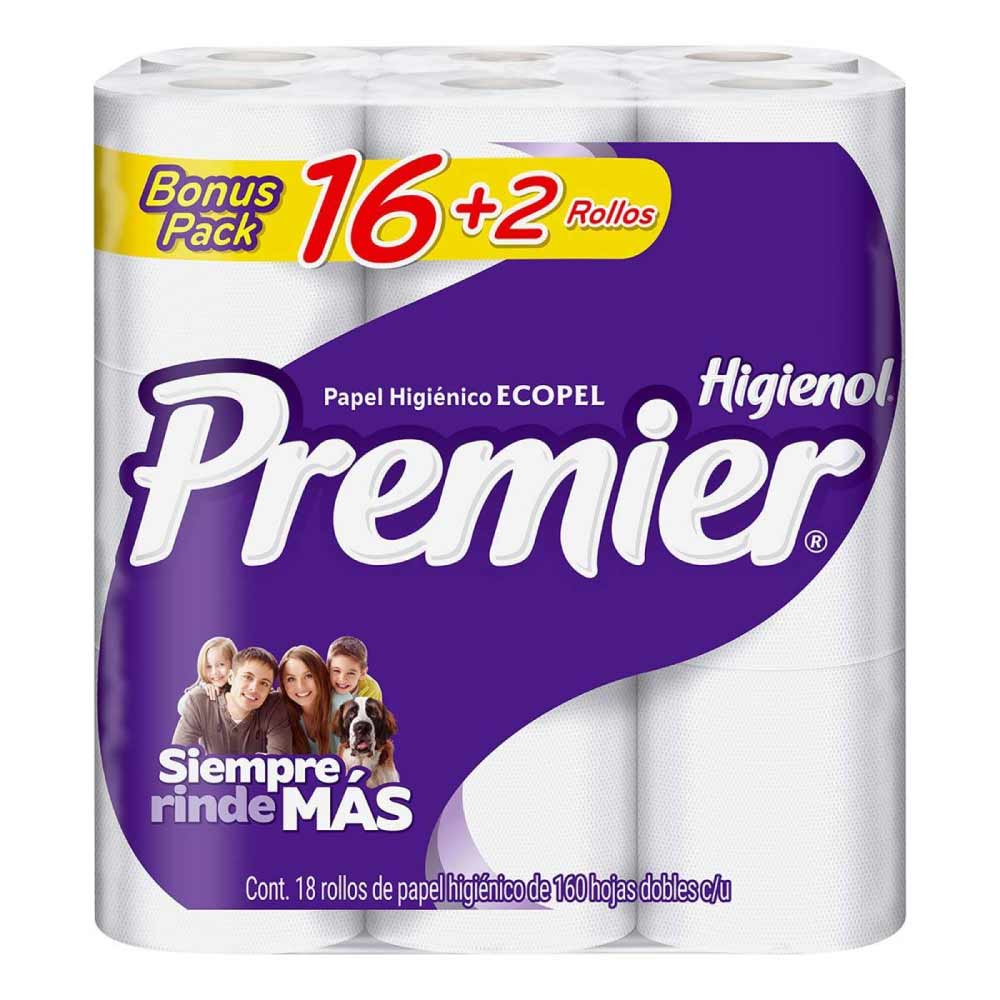 Bonus
Pack
16+2 Rollos
Papel Higiénico ECOPEL
Higienol
Premier®
Siempre
rinde MÁS
Cont. 18 rollos de papel higiénico de 160 hojas dobles c/u